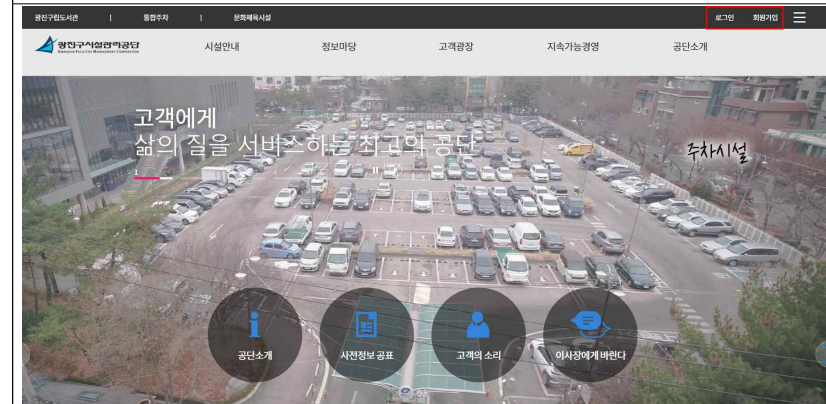 광진구립도서관 | 통합주차 | 문화체육시설 로그인 회원가입
광진구시설관리공단
GWANGJIN FACILITIES MANAGEMENT CORPORATION
시설안내 정보마당 고객광장 지속가능경영 공단소개
고객에게
삶의 질을 서비스하는 최고의 공단
주차시설
1
공단소개 사전정보 공표 고객의 소리 이사장에게 바란다